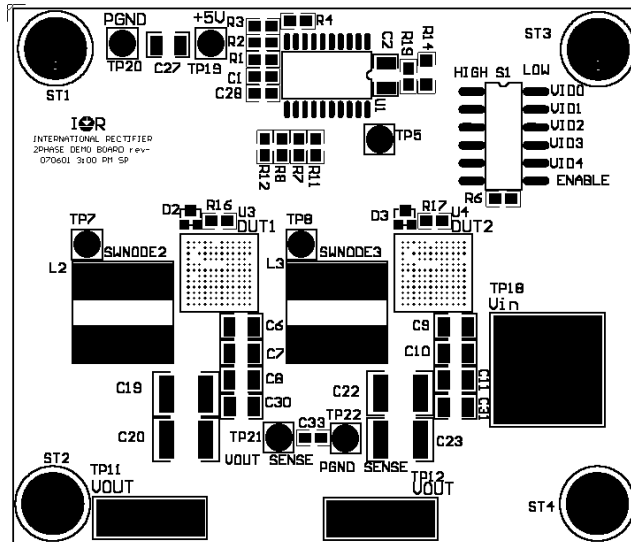 PGND
+5V
R3
R4
R2
R1
C1
C28
TP20
C27
TP19
ST1
C2
R19
R14
U1
TP5
ST3
HIGH S1 LOW
VID0
VID1
VID2
VID3
VID4
ENABLE
R6
IOR
INTERNATIONAL RECTIFIER
2PHASE DEMO BOARD rev-
070601 3:00 PM SP
R12
R8
R7
R11
TP7
D2
R16
U3
DUT1
SWNODE2
L2
TP8
D3
R17
U4
DUT2
SWNODE3
L3
TP18
Vin
C6
C7
C8
C30
C9
C10
C11
C31
C19
C20
C22
C23
TP21
C33
TP22
VOUT SENSE
PGND SENSE
ST2
TP11
VOUT
TP12
VOUT
ST4